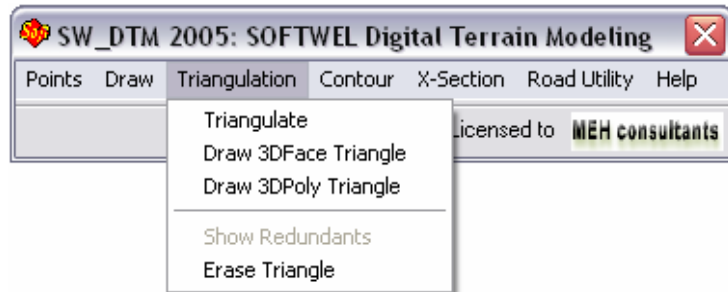 SW_DTM 2005: SOFTWEL Digital Terrain Modeling
Points Draw Triangulation Contour X-Section Road Utility Help
Triangulate
Licensed to MEH consultants
Draw 3DFace Triangle
Draw 3DPoly Triangle
Show Redundants
Erase Triangle